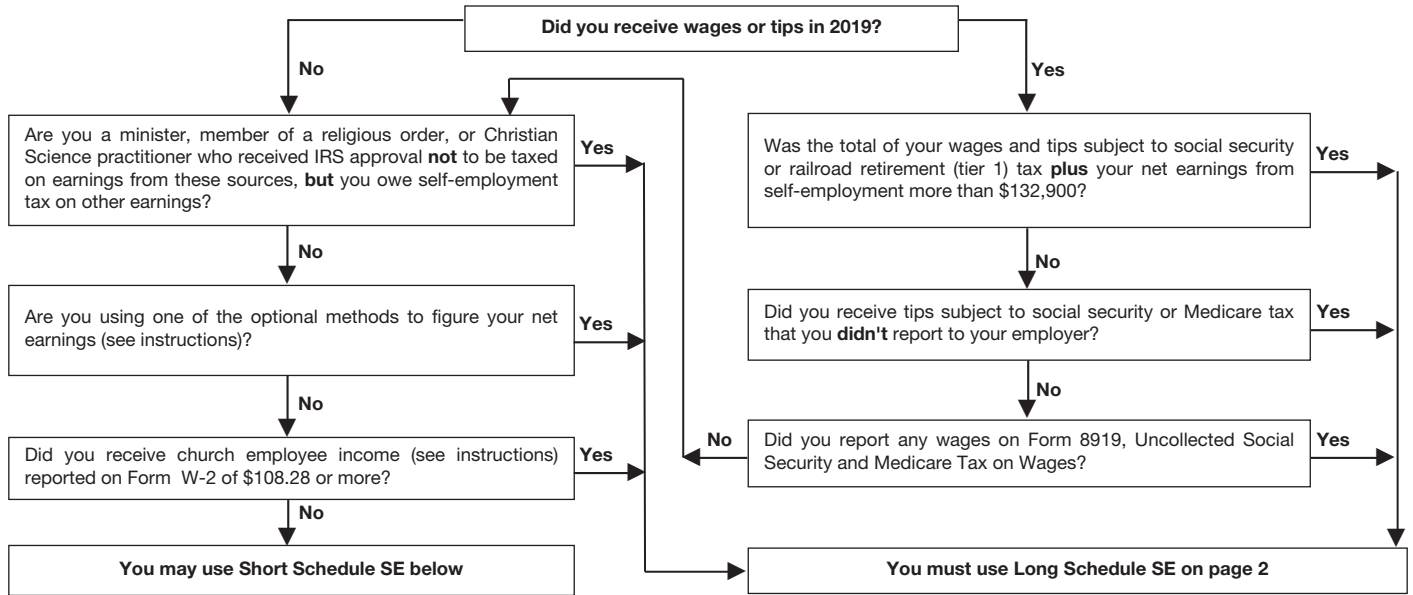 Did you receive wages or tips in 2019?
No
Yes
Are you a minister, member of a religious order, or Christian
Science practitioner who received IRS approval not to be taxed
on earnings from these sources, but you owe self-employment
tax on other earnings?
Yes
Was the total of your wages and tips subject to social security
or railroad retirement (tier 1) tax plus your net earnings from
self-employment more than $132,900?
Yes
No
No
Are you using one of the optional methods to figure your net
earnings (see instructions)?
Yes
Did you receive tips subject to social security or Medicare tax
that you didn't report to your employer?
Yes
No
No
Did you receive church employee income (see instructions)
reported on Form W-2 of $108.28 or more?
Yes
No
Did you report any wages on Form 8919, Uncollected Social
Security and Medicare Tax on Wages?
Yes
No
You may use Short Schedule SE below
You must use Long Schedule SE on page 2